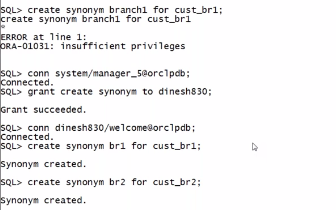 SQL> create synonym branch1 for cust_br1;
create synonym branch1 for cust_br1
*
ERROR at line 1:
ORA-01031: insufficient privileges
SQL> conn system/manager_5@orclpdb;
Connected.
SQL> grant create synonym to dinesh830;
Grant succeeded.
SQL> conn dinesh830/welcome@orclpdb;
Connected.
SQL> create synonym br1 for cust_br1;
Synonym created.
SQL> create synonym br2 for cust_br2;
Synonym created.